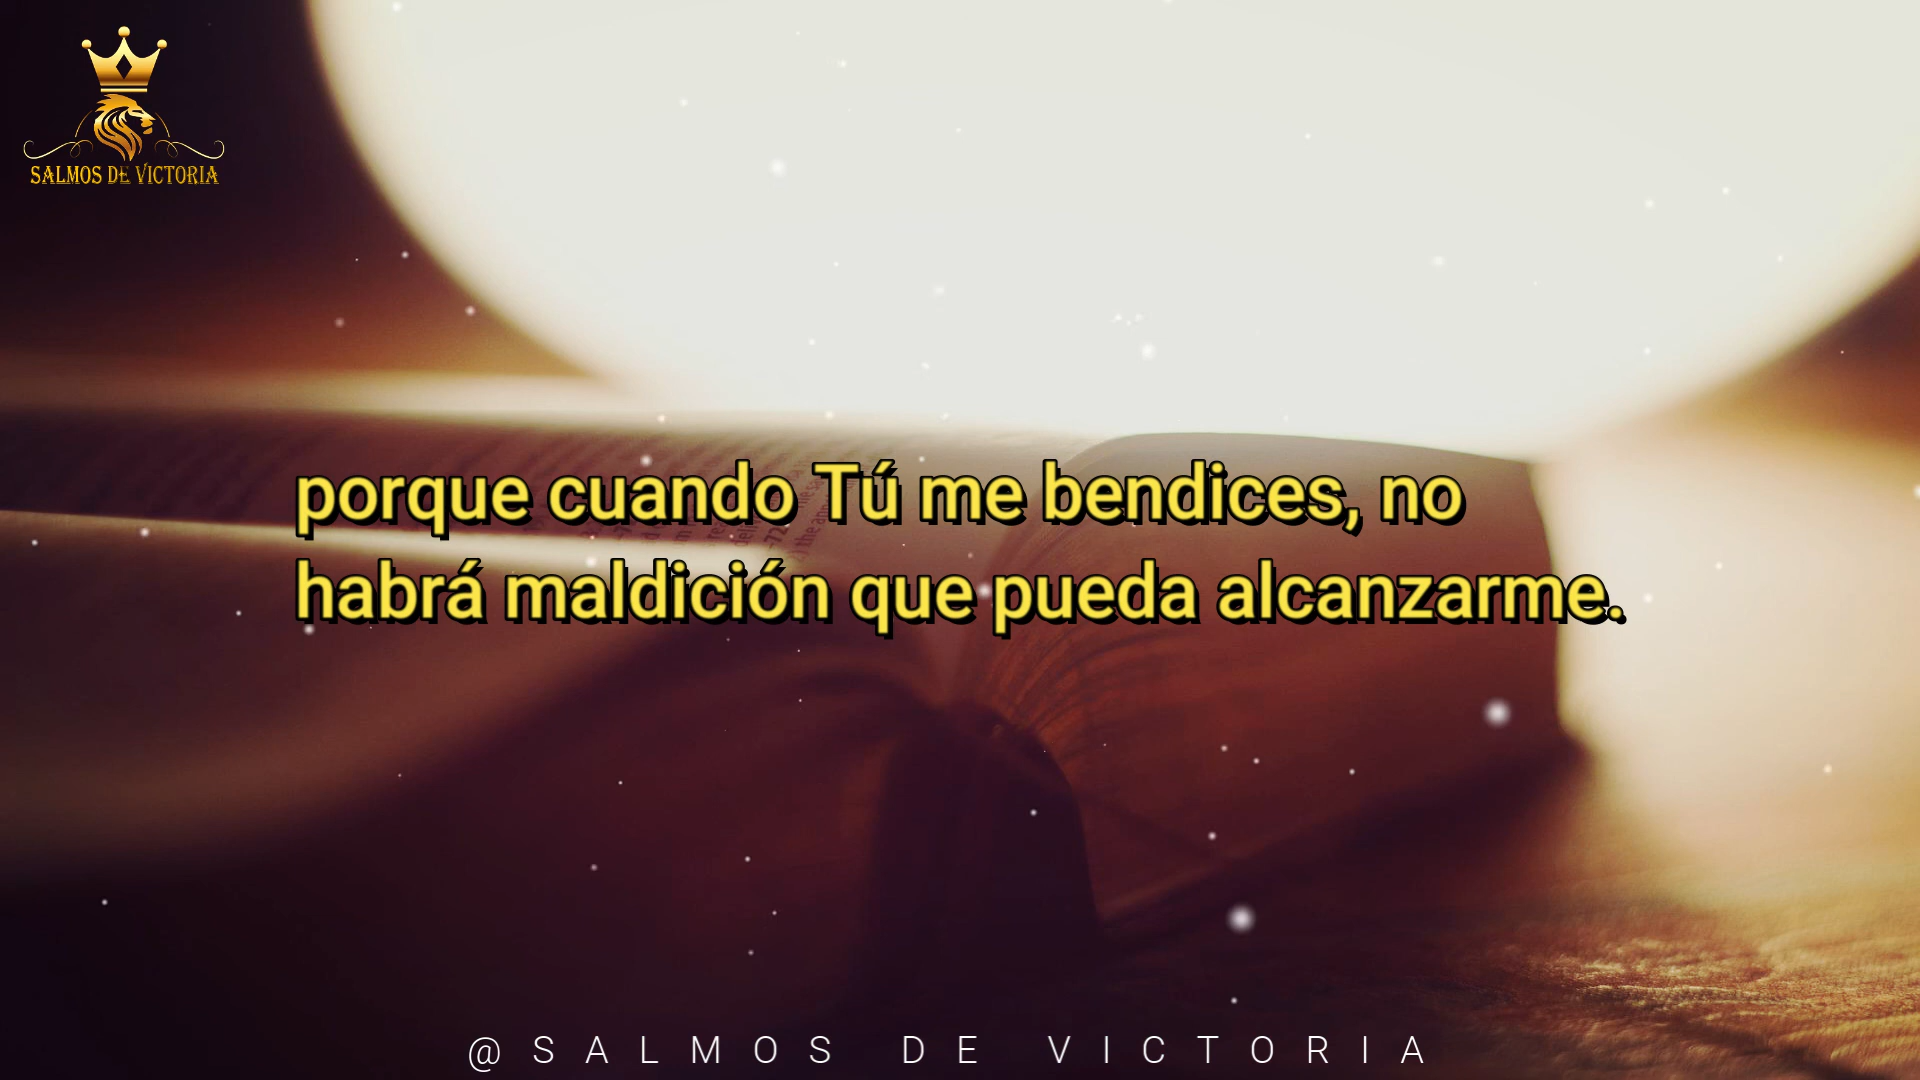 SALMOS DE VICTORIA
porque cuando Tú me bendices, no
habrá maldición que pueda alcanzarme.
@SALMOS DE VICTORIA